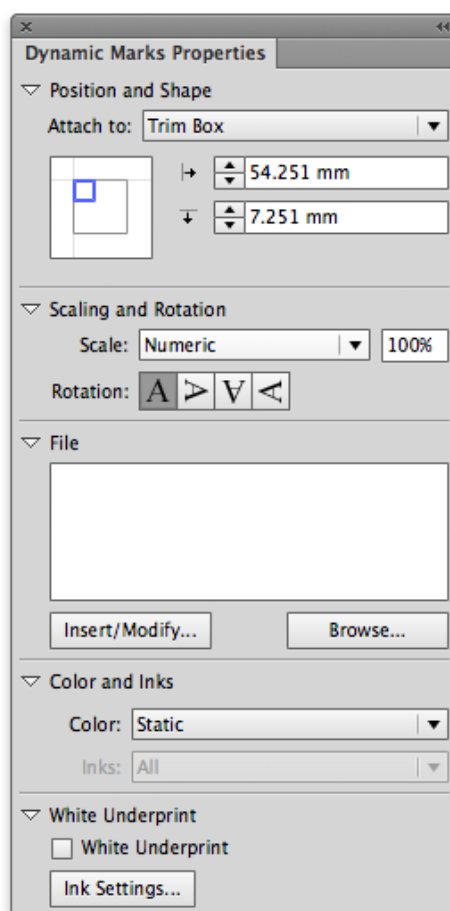 Dynamic Marks Properties
Position and Shape
Attach to: Trim Box
54.251 mm
7.251 mm
Scaling and Rotation
Scale: Numeric 100%
Rotation: A A A A
File
Insert/Modify... Browse...
Color and Inks
Color: Static
Inks: All
White Underprint
White Underprint
Ink Settings...